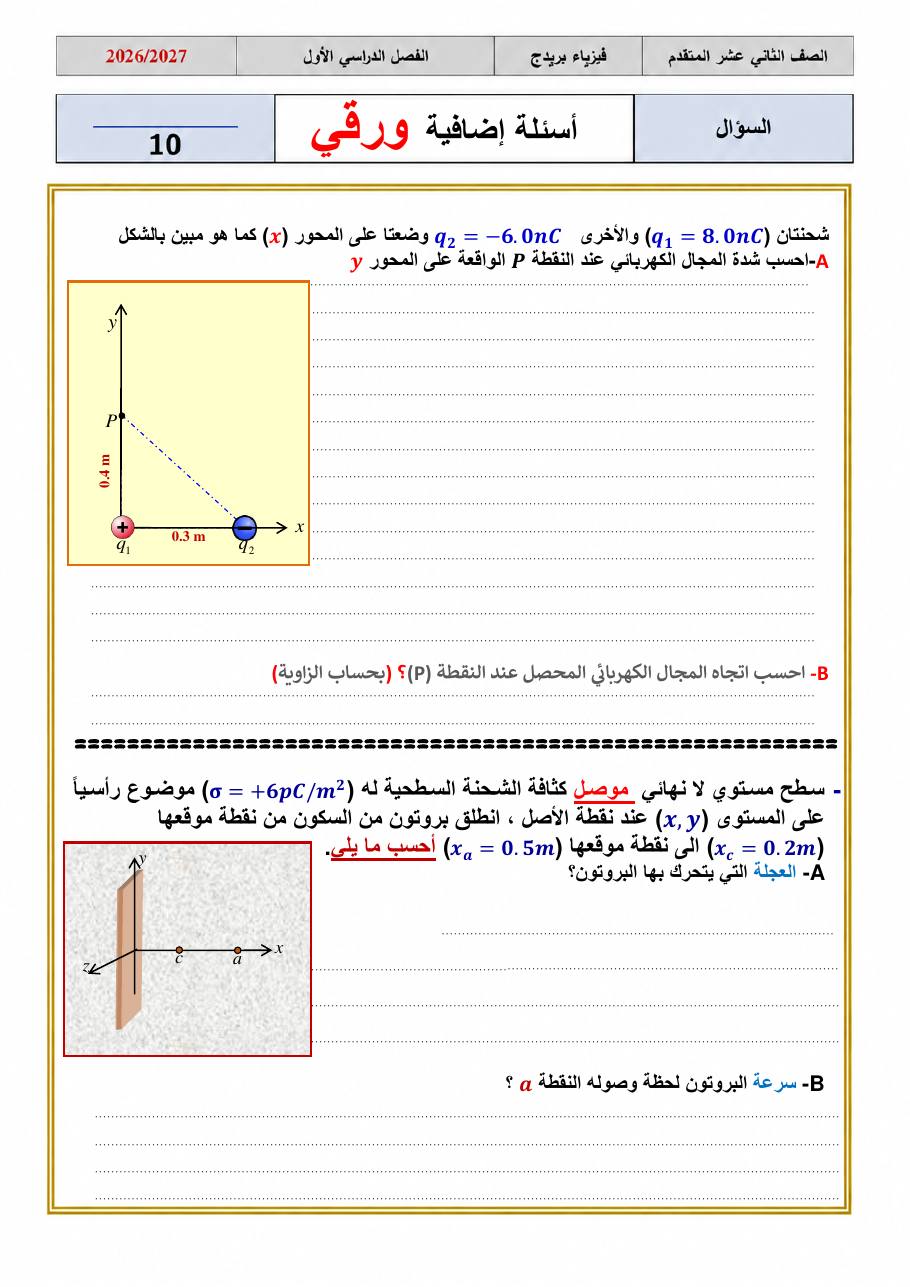 الصف الثاني عشر المتقدم فيزياء بريدج الفصل الدراسي الأول 2026/2027
السؤال أسئلة إضافية ورقي 10
شحنتان (q₁ = 8.0nC) والأخرى q₂ = −6.0nC وضعتا على المحور (x) كما هو مبين بالشكل
A-احسب شدة المجال الكهربائي عند النقطة P الواقعة على المحور y
y
P
0.4 m
0.3 m
x
q₁
q₂
B- احسب اتجاه المجال الكهربائي المحصل عند النقطة (P)؟ (بحساب الزاوية)
- سطح مستوي لا نهائي موصل كثافة الشحنة السطحية له (σ = +6pC/m²) موضوع رأسياً
على المستوى (x, y) عند نقطة الأصل ، انطلق بروتون من السكون من نقطة موقعها
(x_c = 0.2m) الى نقطة موقعها (x_a = 0.5m) أحسب ما يلي.
A- العجلة التي يتحرك بها البروتون؟
y
x
z
c
a
B- سرعة البروتون لحظة وصوله النقطة a ؟